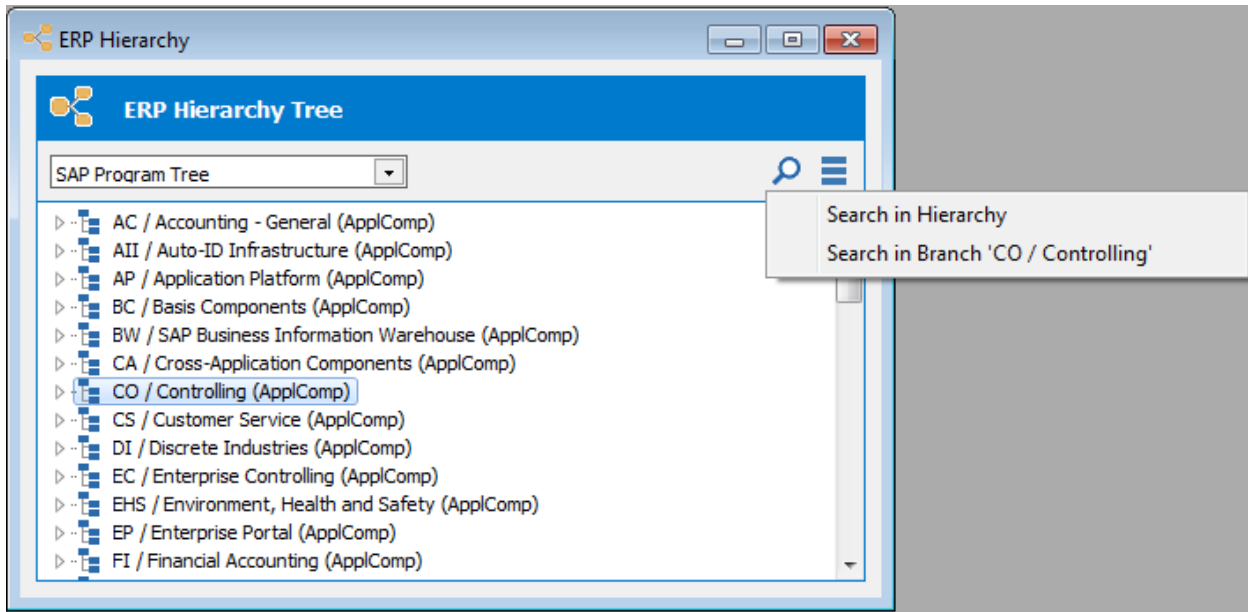 ERP Hierarchy
ERP Hierarchy Tree
SAP Program Tree
Search in Hierarchy
Search in Branch 'CO / Controlling'
AC / Accounting - General (ApplComp)
AII / Auto-ID Infrastructure (ApplComp)
AP / Application Platform (ApplComp)
BC / Basis Components (ApplComp)
BW / SAP Business Information Warehouse (ApplComp)
CA / Cross-Application Components (ApplComp)
CO / Controlling (ApplComp)
CS / Customer Service (ApplComp)
DI / Discrete Industries (ApplComp)
EC / Enterprise Controlling (ApplComp)
EHS / Environment, Health and Safety (ApplComp)
EP / Enterprise Portal (ApplComp)
FI / Financial Accounting (ApplComp)